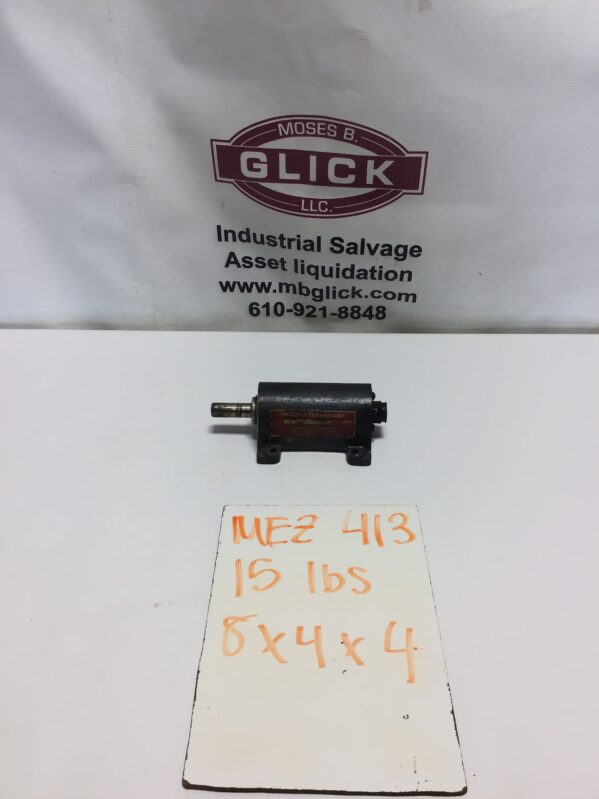 MOSES B.
GLICK
LLC.
Industrial Salvage
Asset liquidation
www.mbglick.com
610-921-8848
MEZ 413
15 lbs
8x4x4